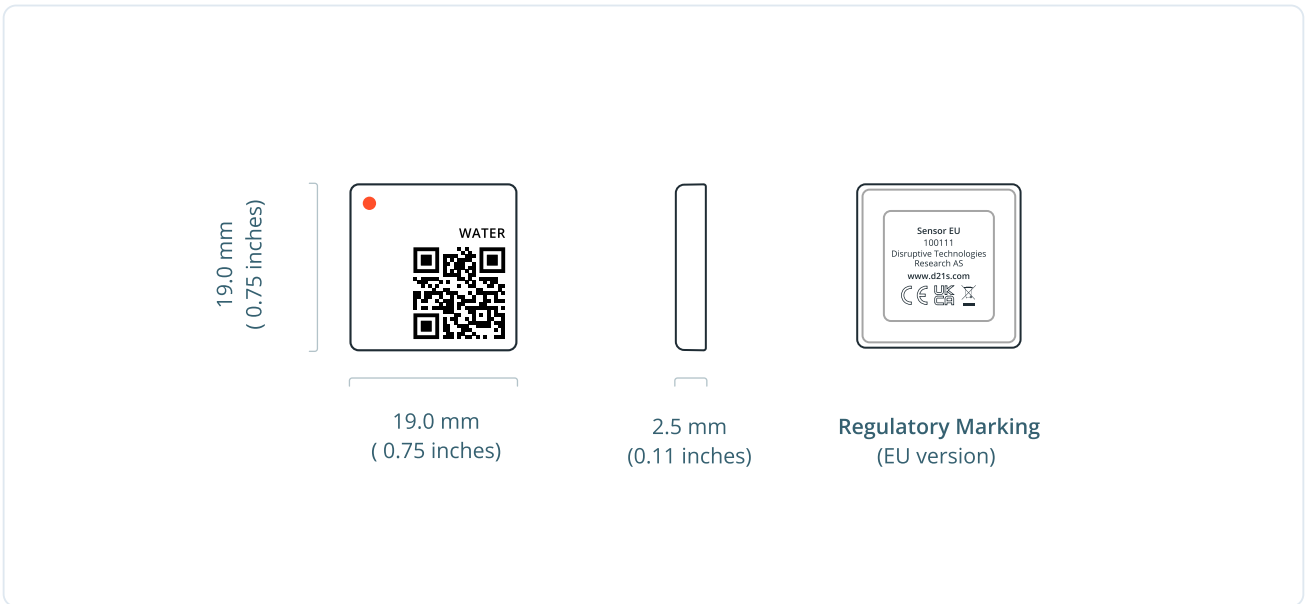 19.0 mm
( 0.75 inches)
WATER
19.0 mm
( 0.75 inches)
2.5 mm
(0.11 inches)
Sensor EU
100111
Disruptive Technologies
Research AS
www.d21s.com
CE UK
CA
Regulatory Marking
(EU version)